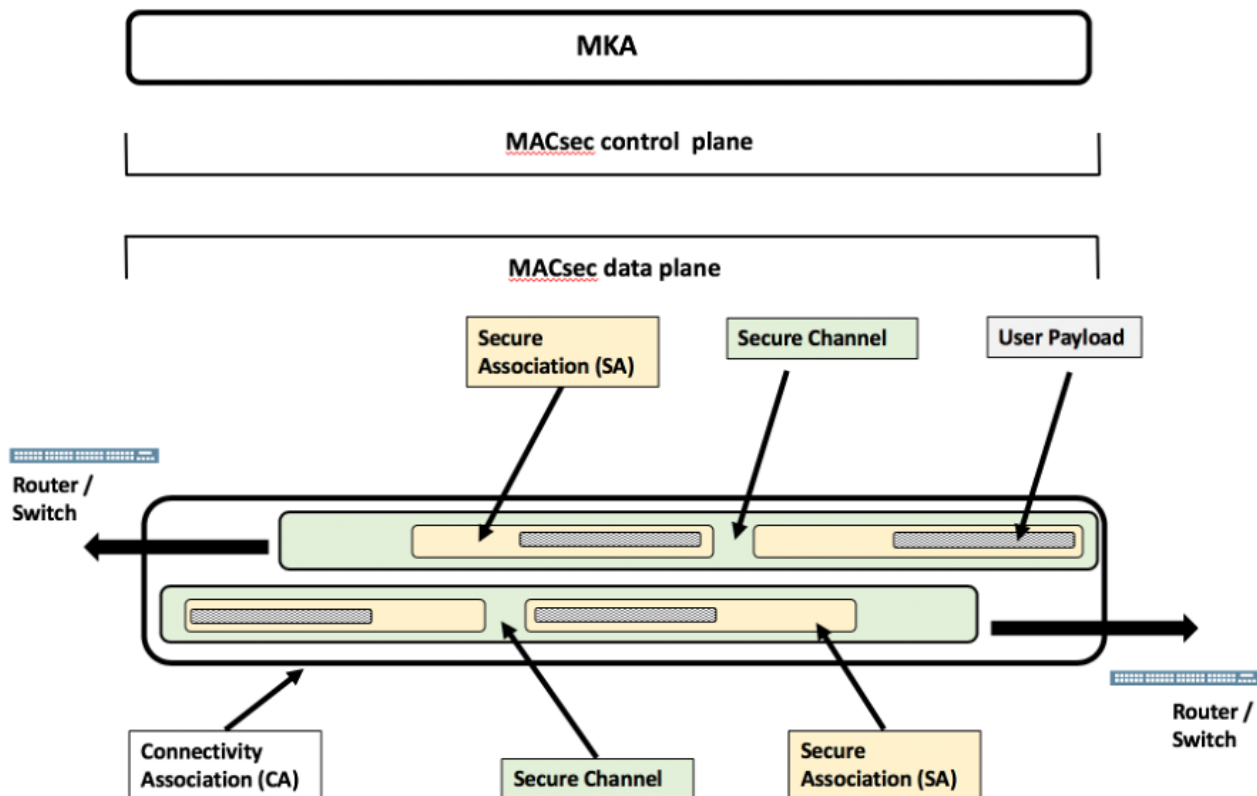 MKA
MACsec control plane
MACsec data plane
Secure
Association (SA)
Secure Channel
User Payload
Router /
Switch
Router /
Switch
Connectivity
Association (CA)
Secure Channel
Secure
Association (SA)